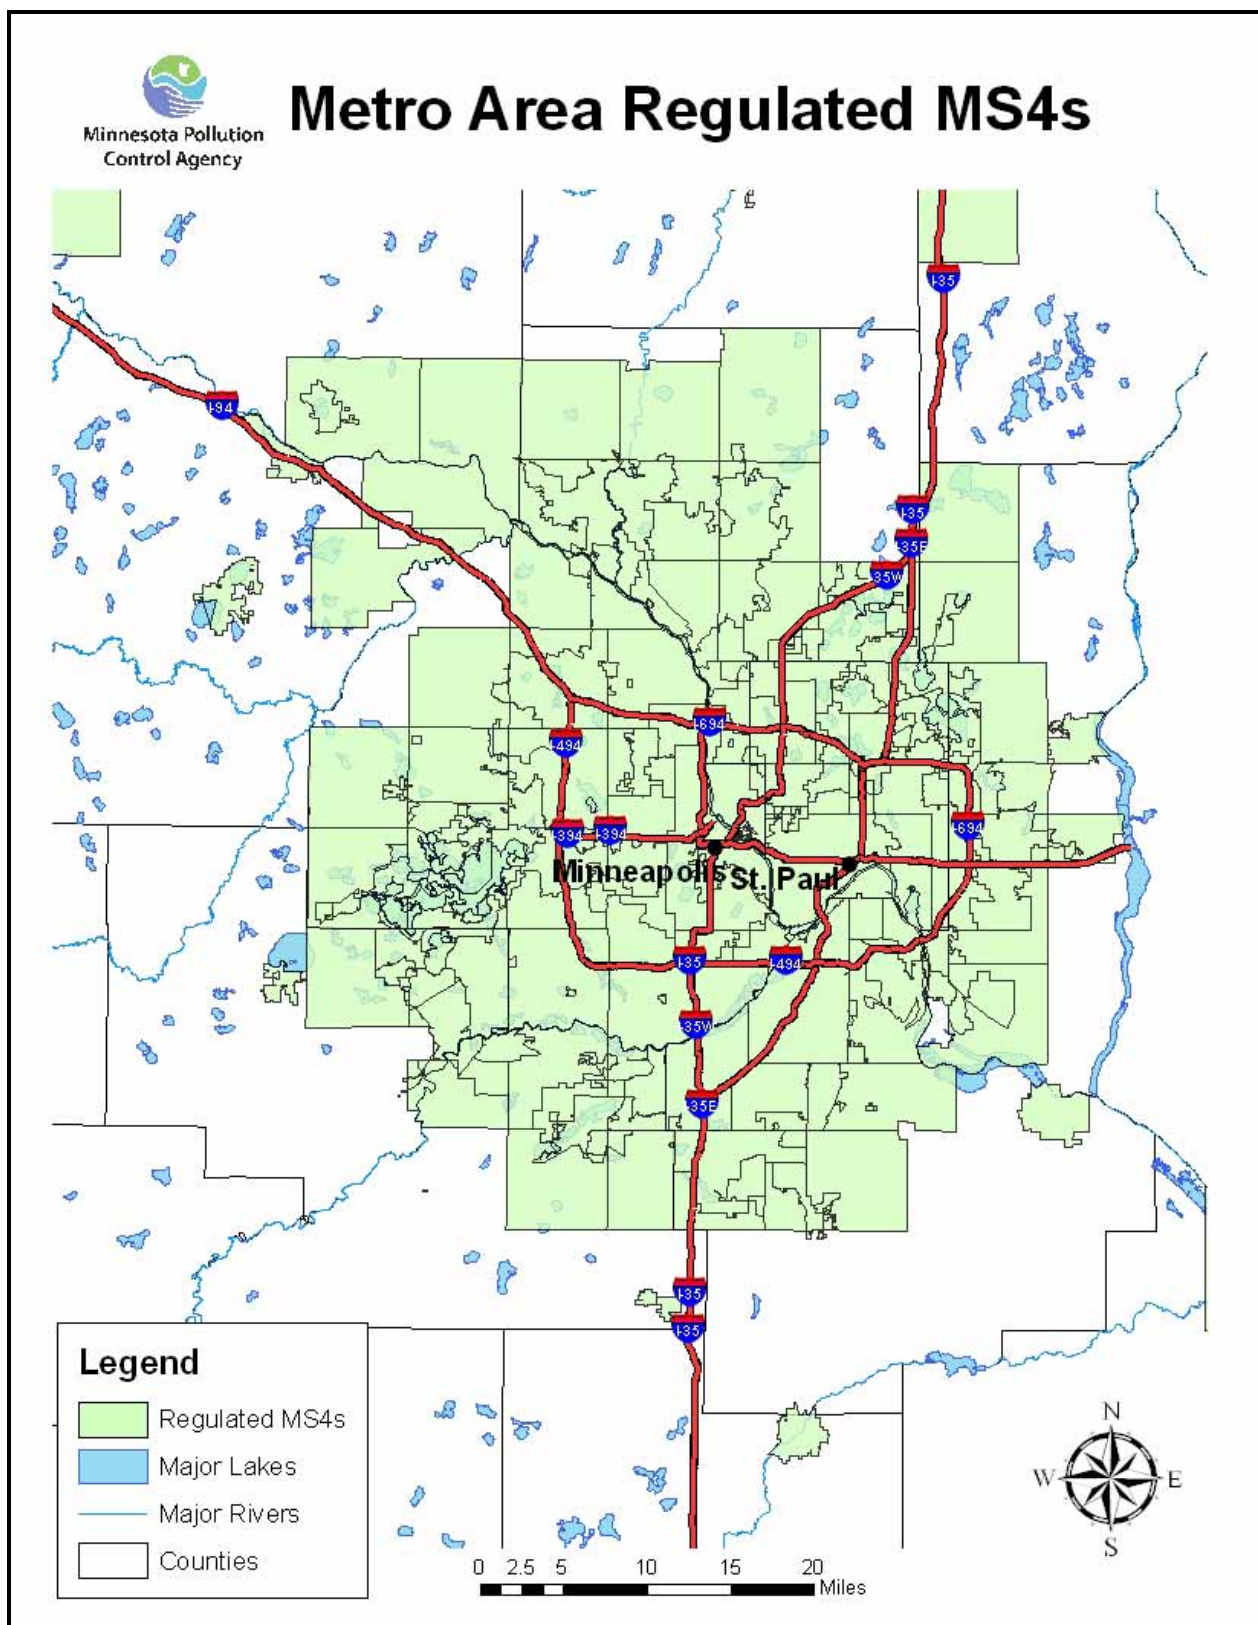 Minnesota Pollution
Control Agency
Metro Area Regulated MS4s
I-35
I-94
I-35
I-35E
35W
I-694
I-494
I-394
I-394
I-694
Minneapolis
St. Paul
I-35
I-494
I-35W
I-35E
I-35
I-35
Legend
Regulated MS4s
Major Lakes
Major Rivers
Counties
N
W
E
S
0 2.5 5 10 15 20
Miles